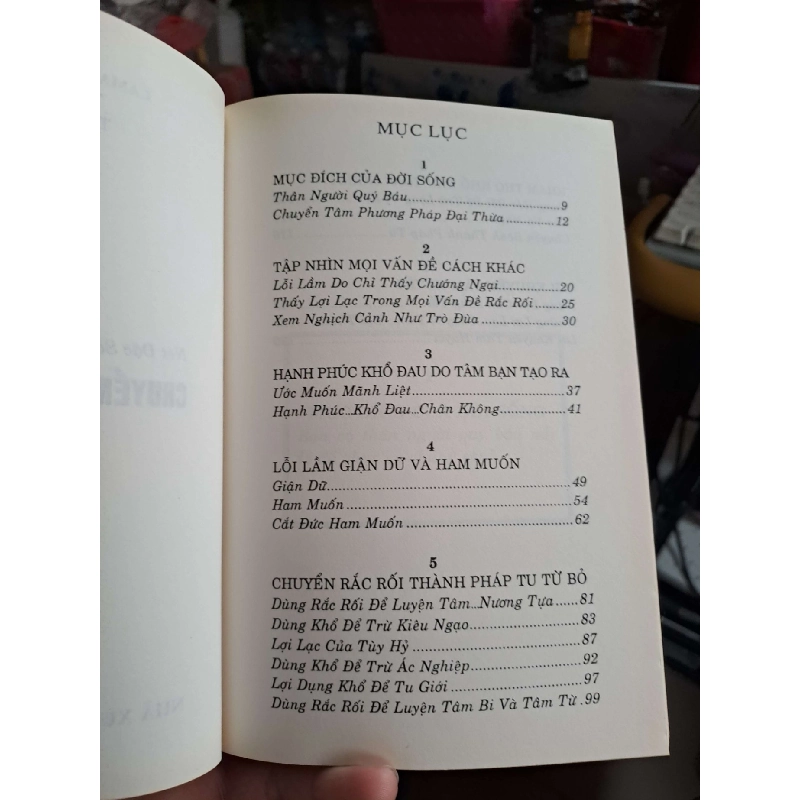 MỤC LỤC
1
MỤC ĐÍCH CỦA ĐỜI SỐNG
Thân Người Quý Báu.....9
Chuyển Tâm Phương Pháp Đại Thừa.....12
2
TẬP NHÌN MỌI VẤN ĐỀ CÁCH KHÁC
Lỗi Lầm Do Chỉ Thấy Chướng Ngại.....20
Thấy Lợi Lạc Trong Mọi Vấn Đề Rắc Rối.....25
Xem Nghịch Cảnh Như Trò Đùa.....30
3
HẠNH PHÚC KHỔ ĐAU DO TÂM BẠN TẠO RA
Ước Muốn Mãnh Liệt.....37
Hạnh Phúc...Khổ Đau...Chân Không.....41
4
LỖI LẦM GIẬN DỮ VÀ HAM MUỐN
Giận Dữ.....49
Ham Muốn.....54
Cắt Đức Ham Muốn.....62
5
CHUYỂN RẮC RỐI THÀNH PHÁP TU TỪ BỎ
Dùng Rắc Rối Để Luyện Tâm...Nương Tựa.....81
Dùng Khổ Để Trừ Kiêu Ngạo.....83
Lợi Lạc Của Tùy Hỷ.....87
Dùng Khổ Để Trừ Ác Nghiệp.....92
Lợi Dụng Khổ Để Tu Giới.....97
Dùng Rắc Rối Để Luyện Tâm Bi Và Tâm Từ.99